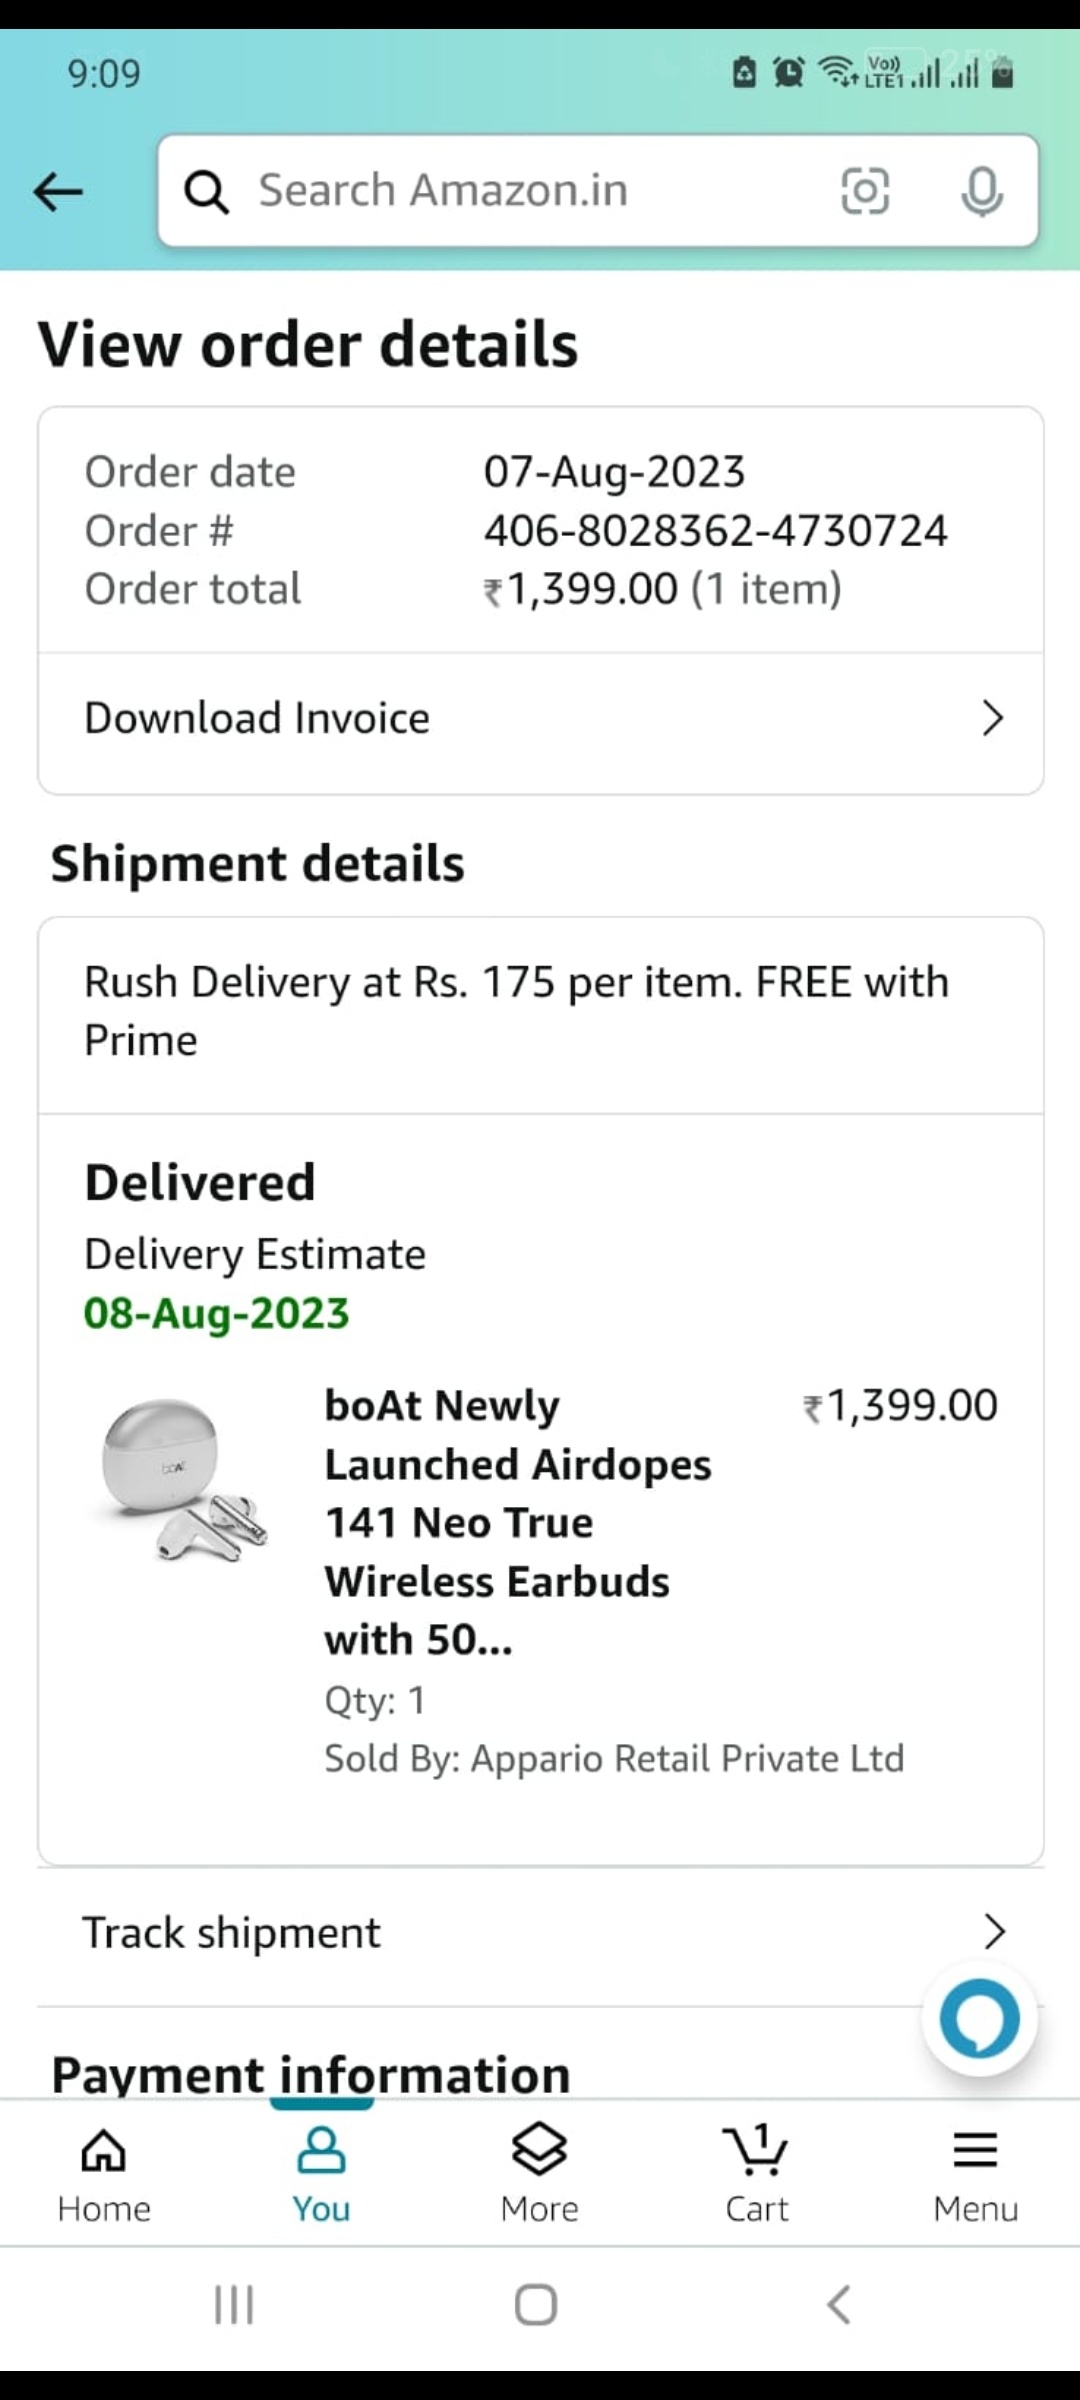 9:09
Vo))
LTE1
Search Amazon.in
View order details
Order date 07-Aug-2023
Order # 406-8028362-4730724
Order total ₹1,399.00 (1 item)
Download Invoice
Shipment details
Rush Delivery at Rs. 175 per item. FREE with
Prime
Delivered
Delivery Estimate
08-Aug-2023
boAt
boAt Newly ₹1,399.00
Launched Airdopes
141 Neo True
Wireless Earbuds
with 50...
Qty: 1
Sold By: Appario Retail Private Ltd
Track shipment
Payment information
1
Home You More Cart Menu